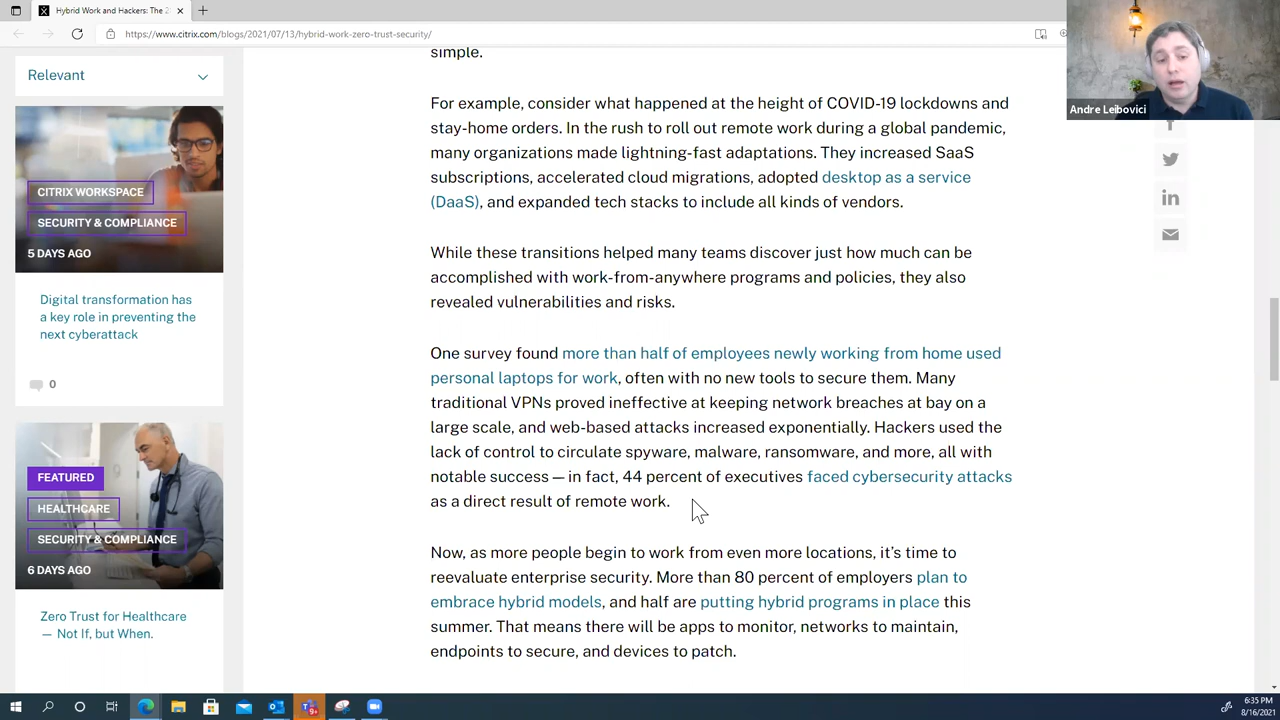 Hybrid Work and Hackers: The 2
https://www.citrix.com/blogs/2021/07/13/hybrid-work-zero-trust-security/
Andre Leibovici
Relevant
CITRIX WORKSPACE
SECURITY & COMPLIANCE
5 DAYS AGO
Digital transformation has
a key role in preventing the
next cyberattack
0
FEATURED
HEALTHCARE
SECURITY & COMPLIANCE
6 DAYS AGO
Zero Trust for Healthcare
— Not If, but When.
simple.
For example, consider what happened at the height of COVID-19 lockdowns and
stay-home orders. In the rush to roll out remote work during a global pandemic,
many organizations made lightning-fast adaptations. They increased SaaS
subscriptions, accelerated cloud migrations, adopted desktop as a service
(DaaS), and expanded tech stacks to include all kinds of vendors.
While these transitions helped many teams discover just how much can be
accomplished with work-from-anywhere programs and policies, they also
revealed vulnerabilities and risks.
One survey found more than half of employees newly working from home used
personal laptops for work, often with no new tools to secure them. Many
traditional VPNs proved ineffective at keeping network breaches at bay on a
large scale, and web-based attacks increased exponentially. Hackers used the
lack of control to circulate spyware, malware, ransomware, and more, all with
notable success — in fact, 44 percent of executives faced cybersecurity attacks
as a direct result of remote work.
Now, as more people begin to work from even more locations, it's time to
reevaluate enterprise security. More than 80 percent of employers plan to
embrace hybrid models, and half are putting hybrid programs in place this
summer. That means there will be apps to monitor, networks to maintain,
endpoints to secure, and devices to patch.
9+
6:35 PM
8/16/2021